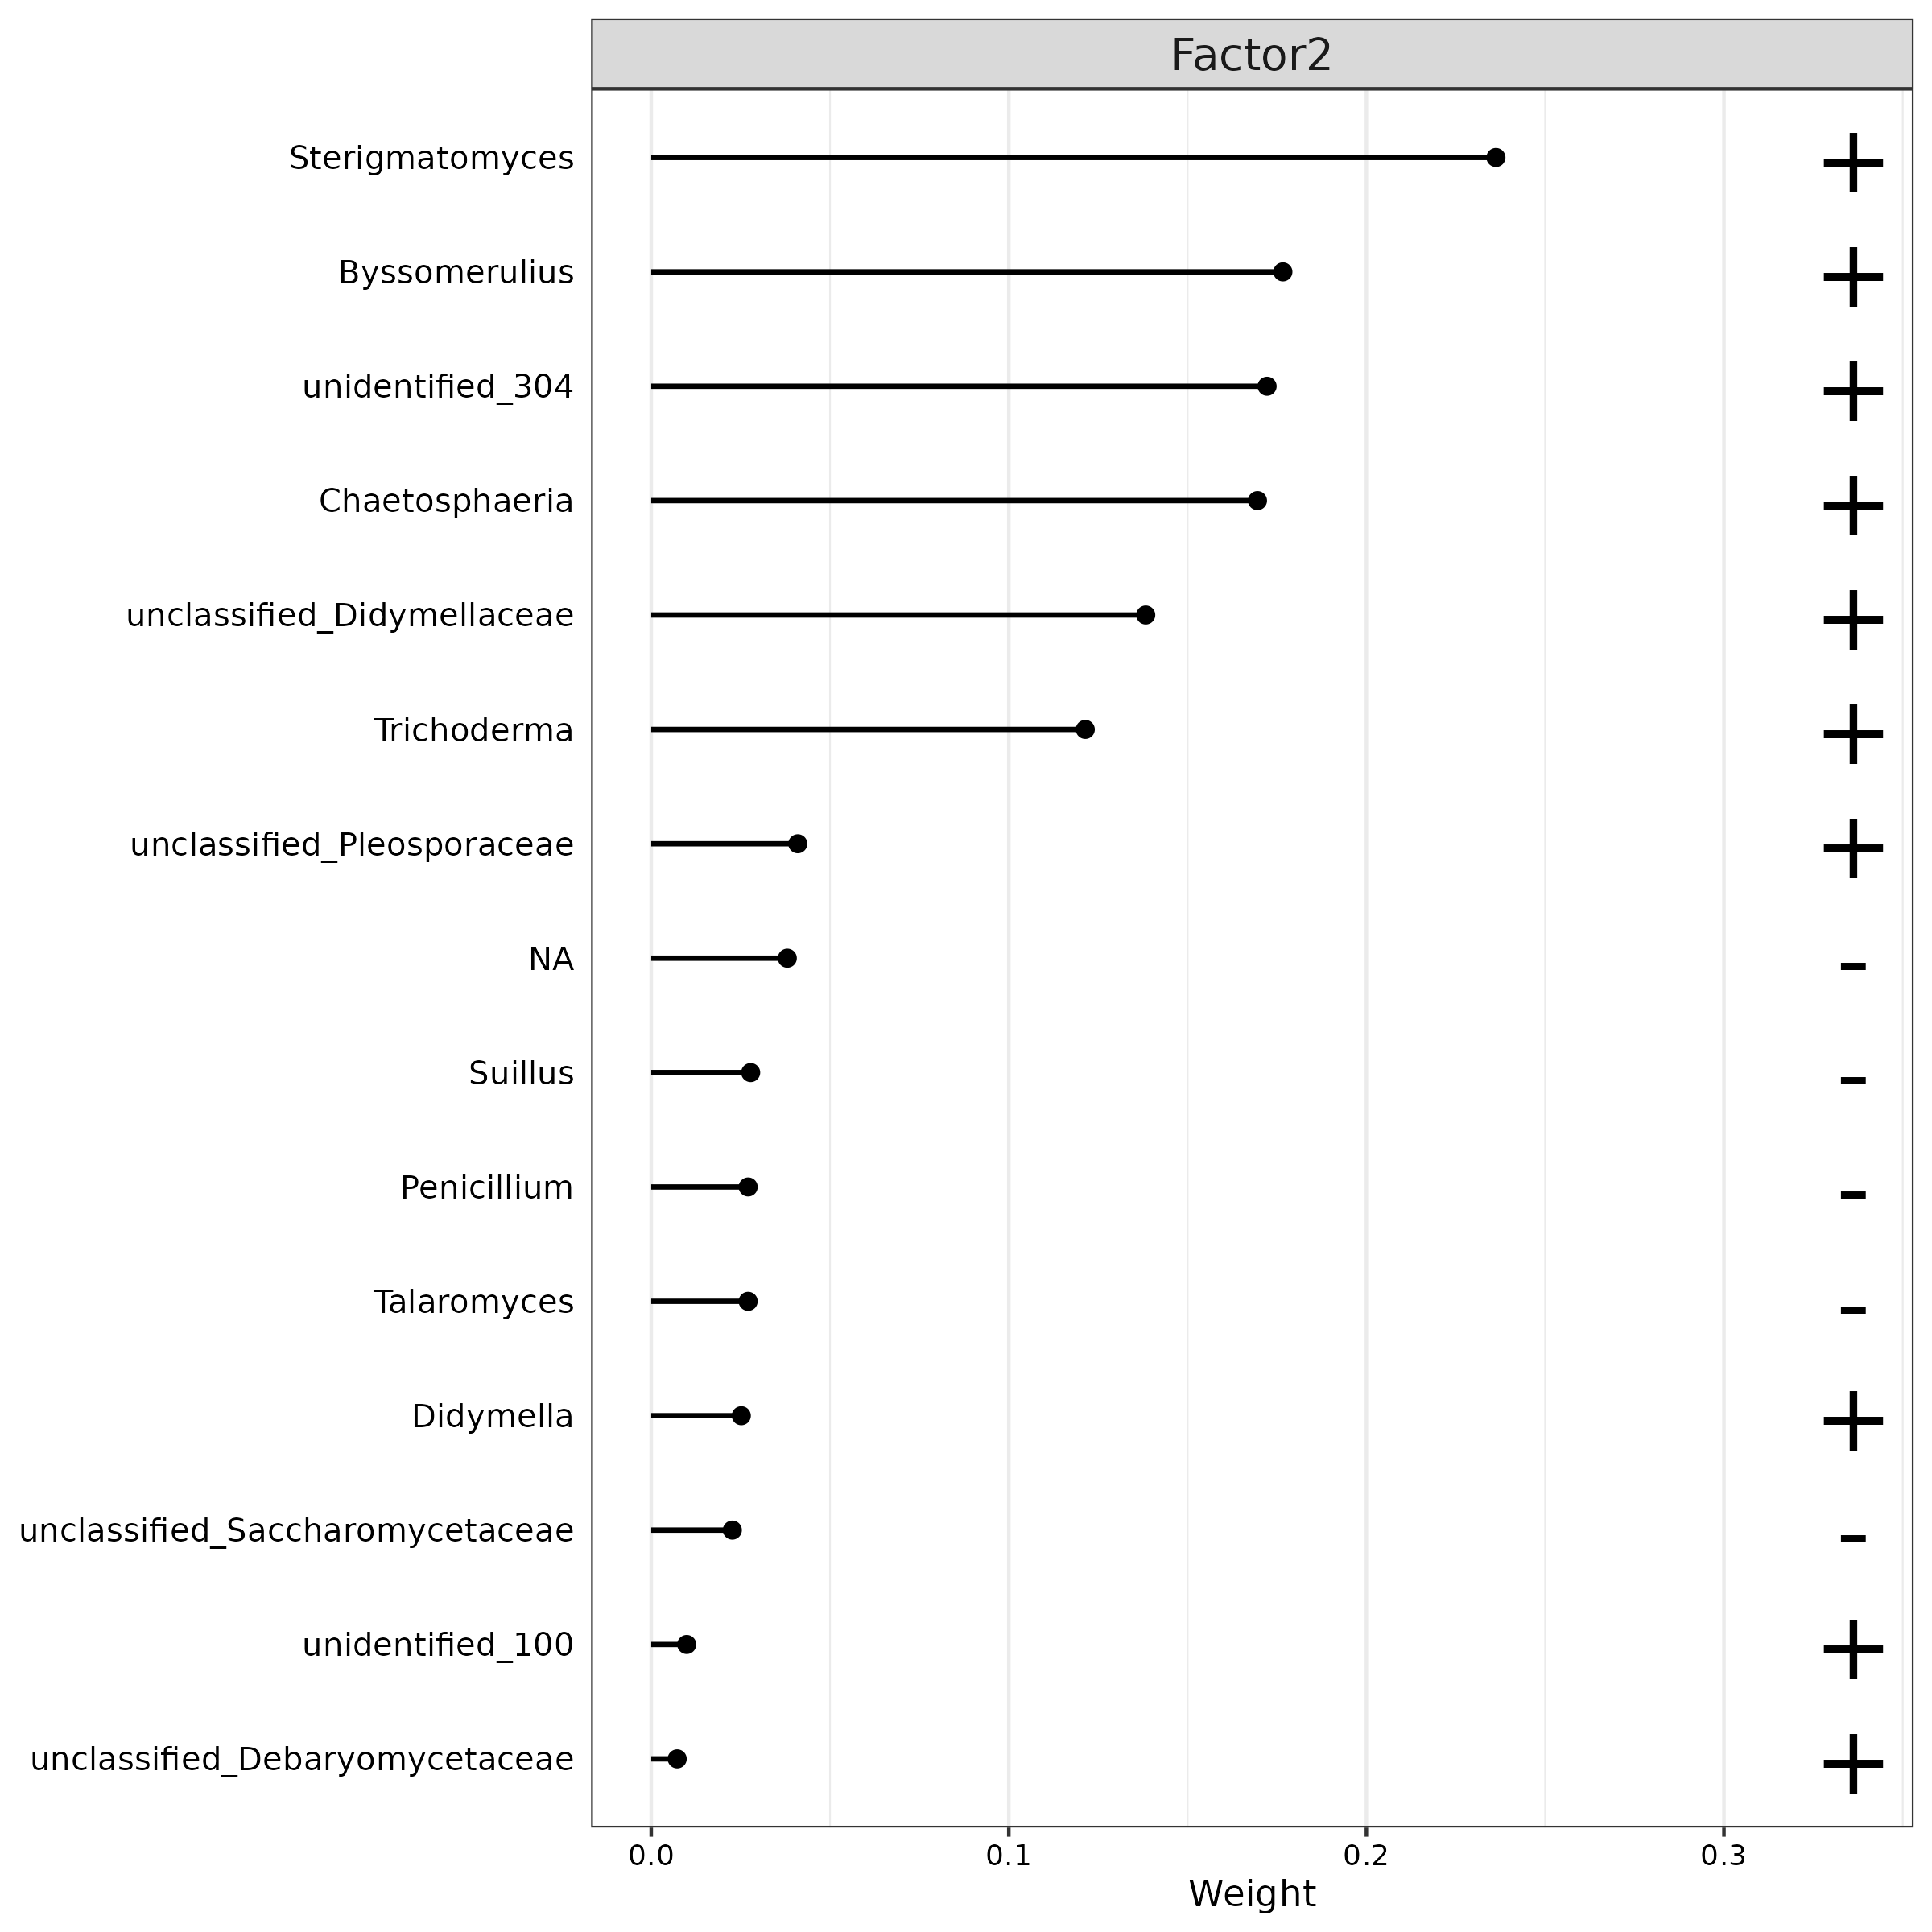 Factor2
Sterigmatomyces +
Byssomerulius +
unidentified_304 +
Chaetosphaeria +
unclassified_Didymellaceae +
Trichoderma +
unclassified_Pleosporaceae +
NA -
Suillus -
Penicillium -
Talaromyces -
Didymella +
unclassified_Saccharomycetaceae -
unidentified_100 +
unclassified_Debaryomycetaceae +
0.0 0.1 0.2 0.3
Weight